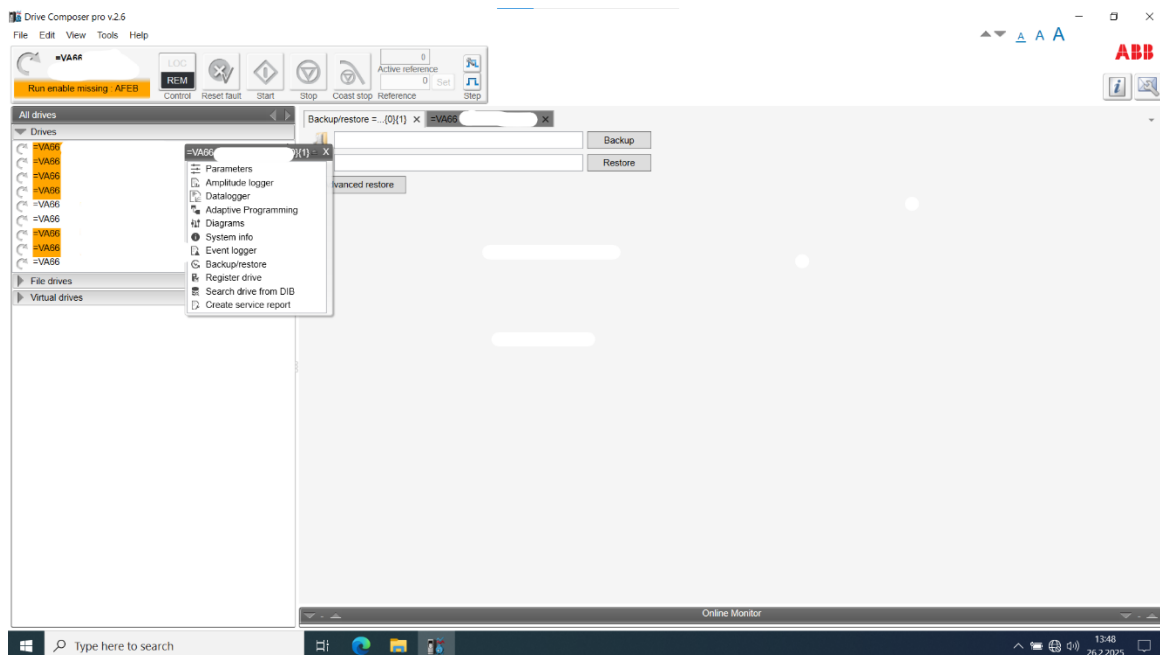 Drive Composer pro v.2.6
File Edit View Tools Help
A A A
ABB
=VA66
LOC
REM
Control
Reset fault
Start
Stop
Coast stop
0
Active reference
0 Set
Reference
Step
Run enable missing : AFEB
i
All drives
Drives
=VA66
=VA66
=VA66
=VA66
=VA66
=VA66
=VA66
=VA66
=VA66
File drives
Virtual drives
=VA66 0}{1} = X
Parameters
Amplitude logger
Datalogger
Adaptive Programming
Diagrams
System info
Event logger
Backup/restore
Register drive
Search drive from DIB
Create service report
Backup/restore =...{0}{1} × =VA66 ×
Backup
Restore
vanced restore
Online Monitor
Type here to search
13:48
26.2.2025